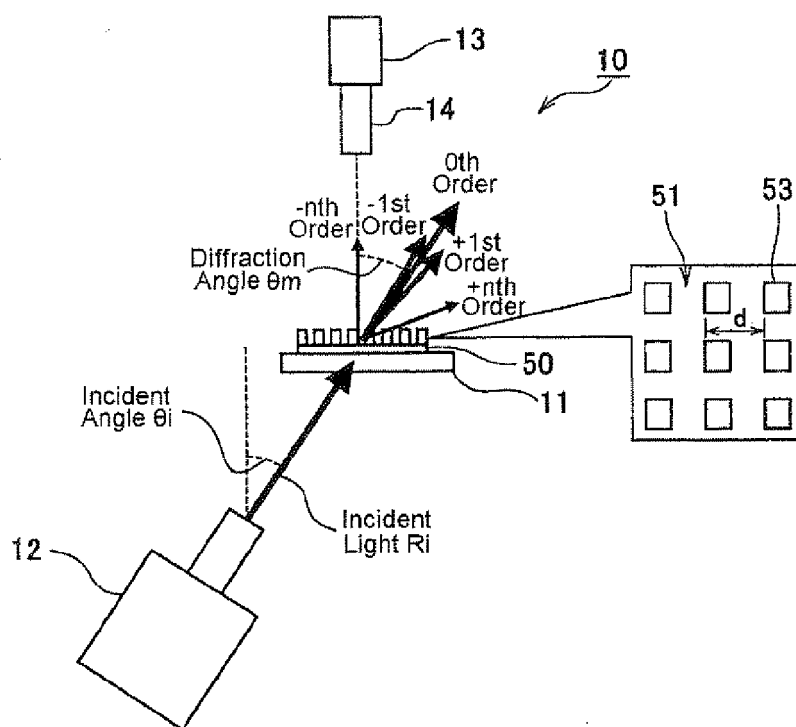 13
10
14
0th
Order
-nth
Order
-1st
Order
51
53
Diffraction
Angle θm
+1st
Order
+nth
Order
d
50
11
Incident
Angle θi
Incident
Light Ri
12